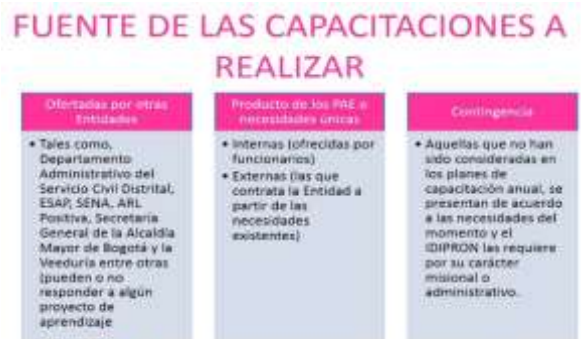 FUENTE DE LAS CAPACITACIONES A
REALIZAR
Ofertadas por otras
Entidades
• Tales como,
Departamento
Administrativo del
Servicio Civil Distrital,
ESAP, SENA, ARL
Positiva, Secretaría
General de la Alcaldía
Mayor de Bogotá y la
Veeduría entre otras
(pueden o no
responder a algún
proyecto de
aprendizaje
Producto de los PAE o
necesidades únicas
• Internas (ofrecidas por
funcionarios)
• Externas (las que
contrata la Entidad a
partir de las
necesidades
existentes)
Contingencia
• Aquellas que no han
sido consideradas en
los planes de
capacitación anual, se
presentan de acuerdo
a las necesidades del
momento y el
IDIPRON las requiere
por su carácter
misional o
administrativo.